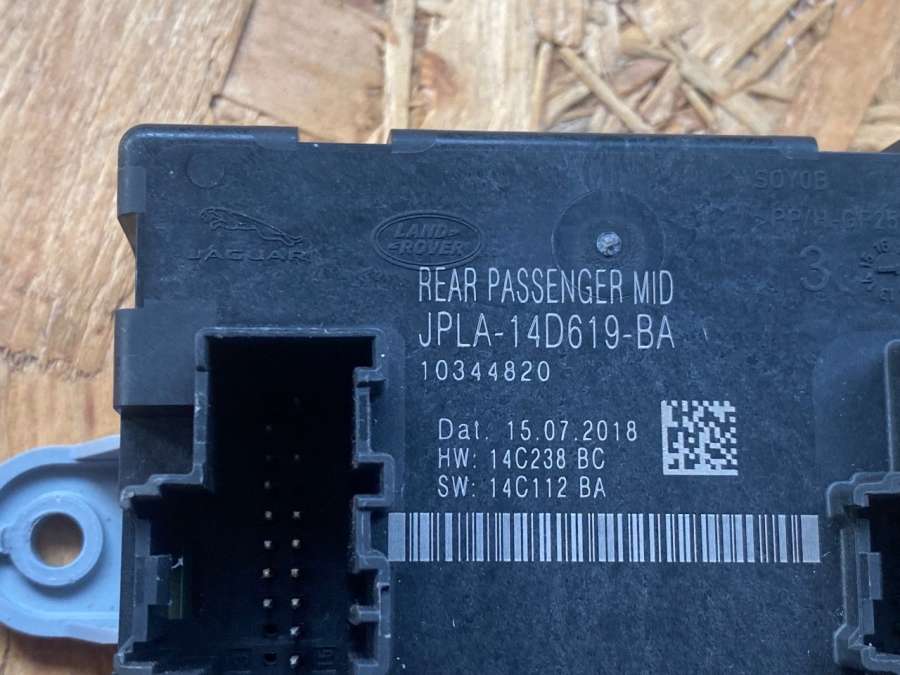 SOYOB
JAGUAR
LAND-
ROVER
REAR PASSENGER MID
JPLA-14D619-BA
10344820
3
Dat. 15.07.2018
HW: 14C238 BC
SW: 14C112 BA